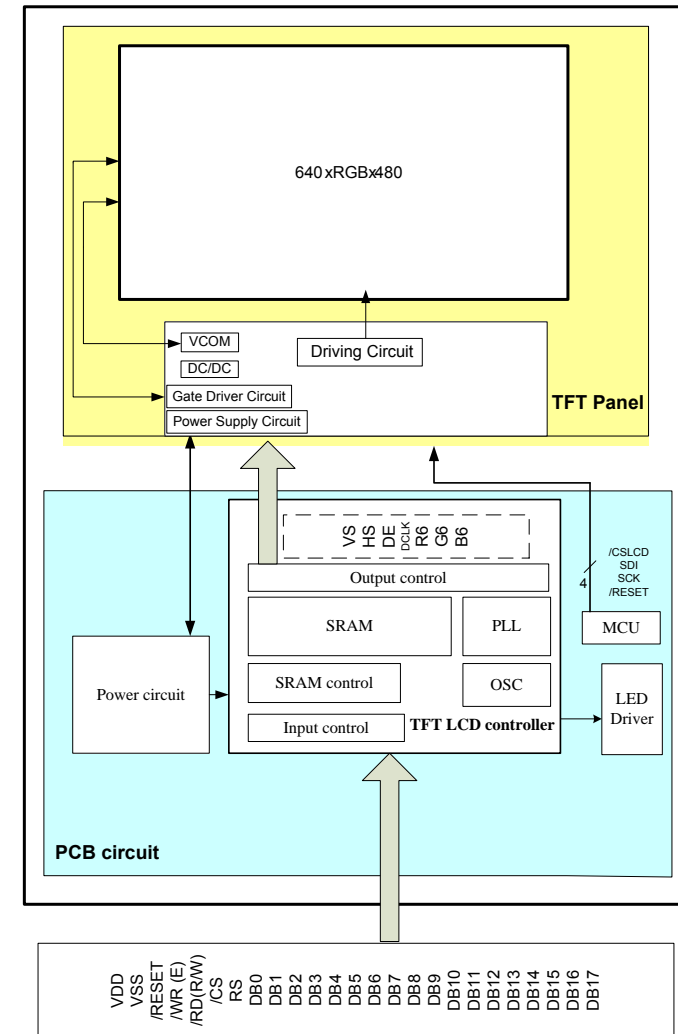 640xRGBx480
VCOM
Driving Circuit
DC/DC
Gate Driver Circuit
Power Supply Circuit
TFT Panel
VS
HS
DE
DCLK
R6
G6
B6
Output control
SRAM
PLL
SRAM control
OSC
Input control
TFT LCD controller
Power circuit
/CSLCD
SDI
SCK
/RESET
4
MCU
LED
Driver
PCB circuit
VDD
VSS
/RESET
/WR (E)
/RD(R/W)
/CS
RS
DB0
DB1
DB2
DB3
DB4
DB5
DB6
DB7
DB8
DB9
DB10
DB11
DB12
DB13
DB14
DB15
DB16
DB17